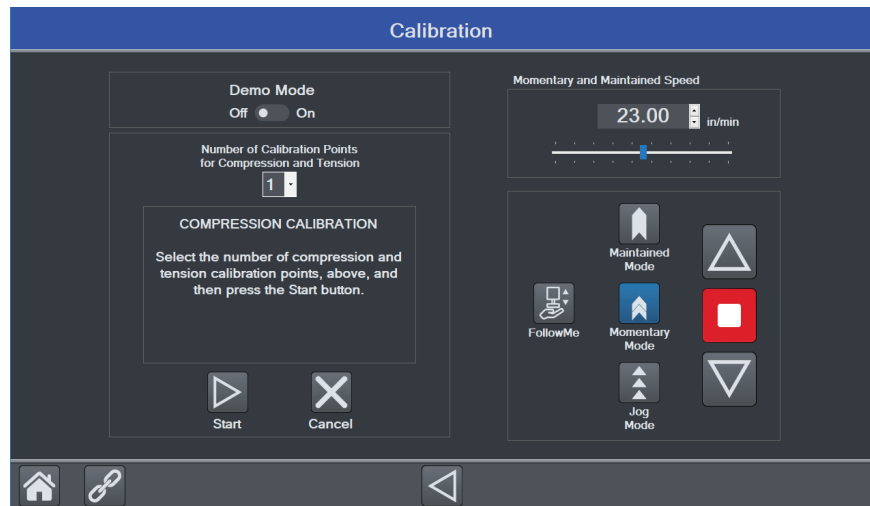 Calibration
Demo Mode
Off On
Number of Calibration Points
for Compression and Tension
1
COMPRESSION CALIBRATION
Select the number of compression and
tension calibration points, above, and
then press the Start button.
Start
Cancel
Momentary and Maintained Speed
23.00 in/min
Maintained
Mode
FollowMe
Momentary
Mode
Jog
Mode